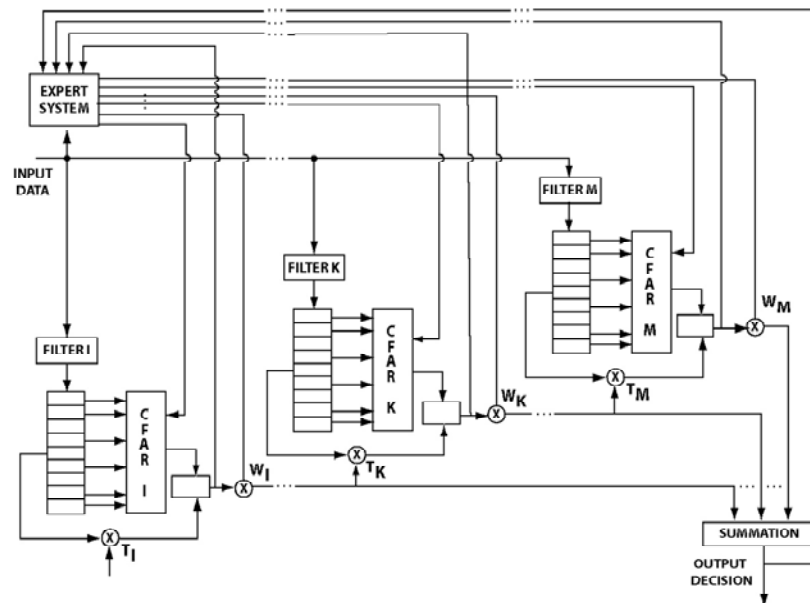 EXPERT
SYSTEM
INPUT
DATA
FILTER M
C
F
A
R
M
W_M
T_M
FILTER K
C
F
A
R
K
W_K
T_K
FILTER I
C
F
A
R
I
W_I
T_I
X
X
X
X
X
X
SUMMATION
OUTPUT
DECISION